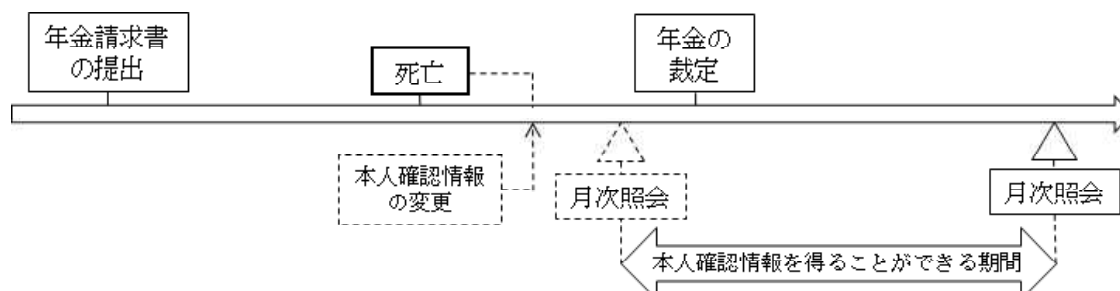 年金請求書
の提出
死亡
年金の
裁定
本人確認情報
の変更
月次照会
月次照会
本人確認情報を得ることができる期間